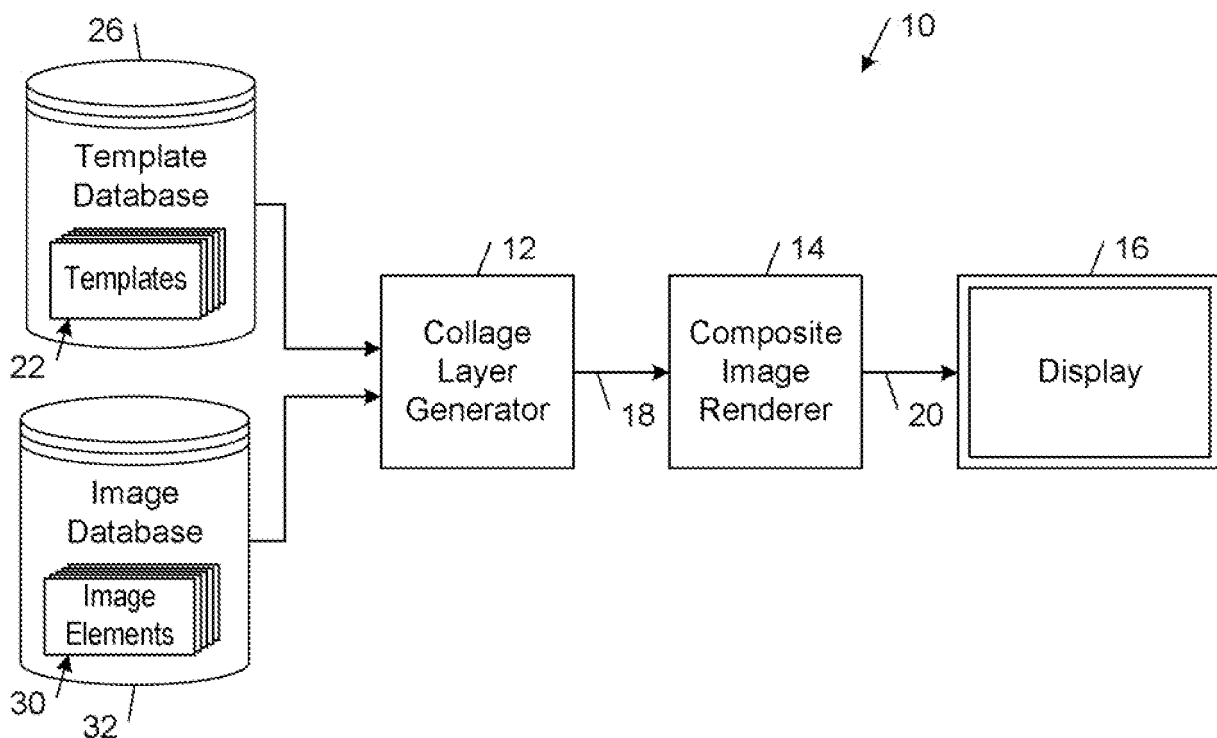 26
10
Template
Database
Templates
22
12
Collage
Layer
Generator
18
14
Composite
Image
Renderer
20
16
Display
Image
Database
Image
Elements
30
32